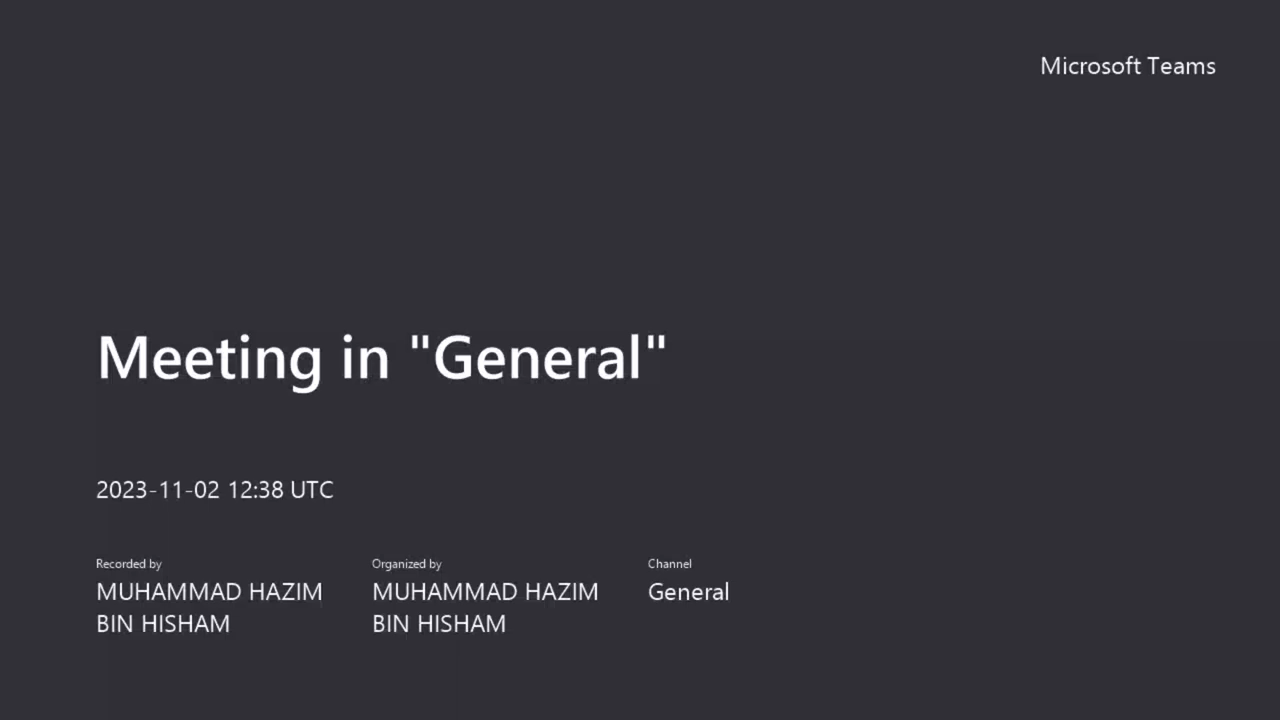 Microsoft Teams
Meeting in "General"
2023-11-02 12:38 UTC
Recorded by
MUHAMMAD HAZIM
BIN HISHAM
Organized by
MUHAMMAD HAZIM
BIN HISHAM
Channel
General